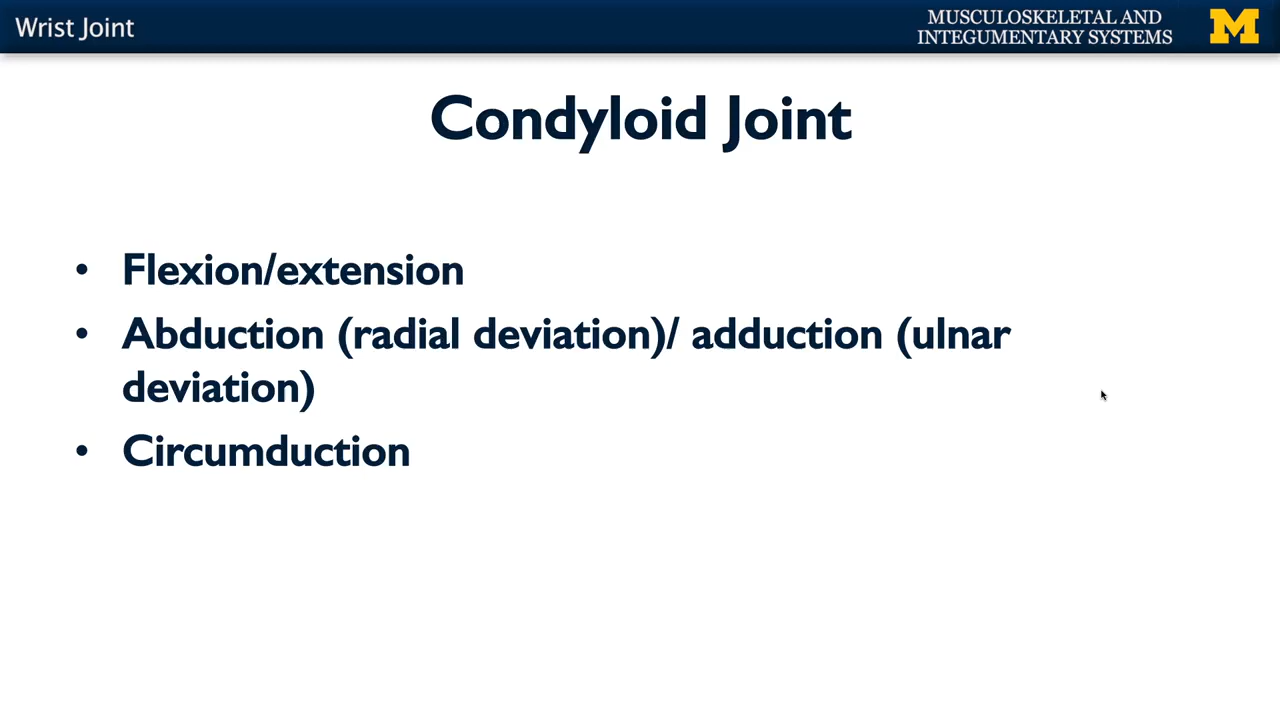 Wrist Joint
MUSCULOSKELETAL AND
INTEGUMENTARY SYSTEMS
M
Condyloid Joint
• Flexion/extension
• Abduction (radial deviation)/ adduction (ulnar
deviation)
• Circumduction